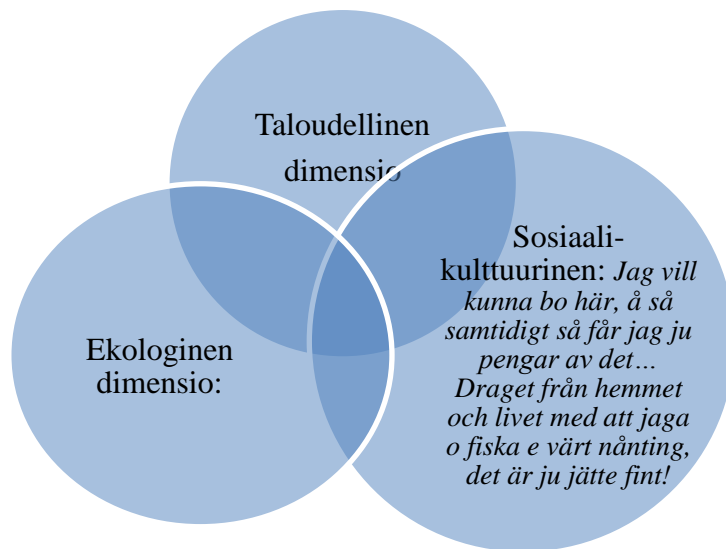 Taloudellinen
dimensio
Sosiaali-
kulttuurinen: Jag vill
kunna bo här, å så
samtidigt så får jag ju
pengar av det...
Draget från hemmet
och livet med att jaga
o fiska e värt nånting,
det är ju jätte fint!
Ekologinen
dimensio: